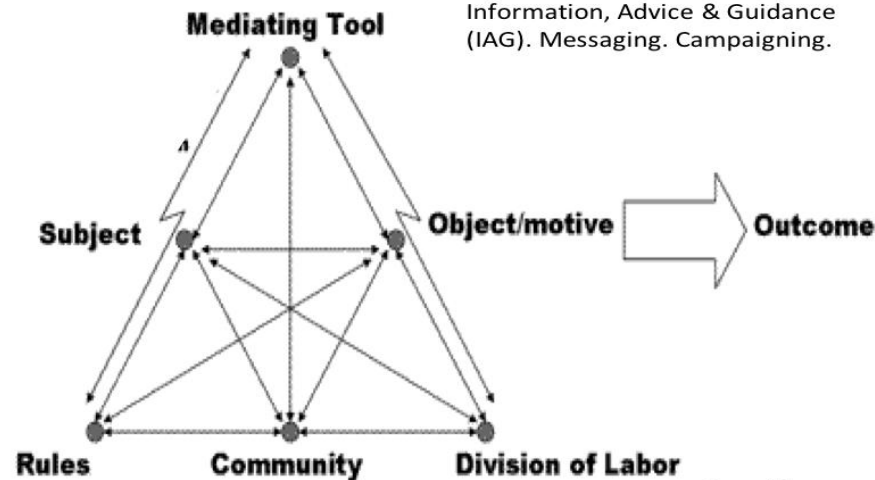 Mediating Tool
Information, Advice & Guidance
(IAG). Messaging. Campaigning.
Subject
Object/motive
Outcome
Rules
Community
Division of Labor